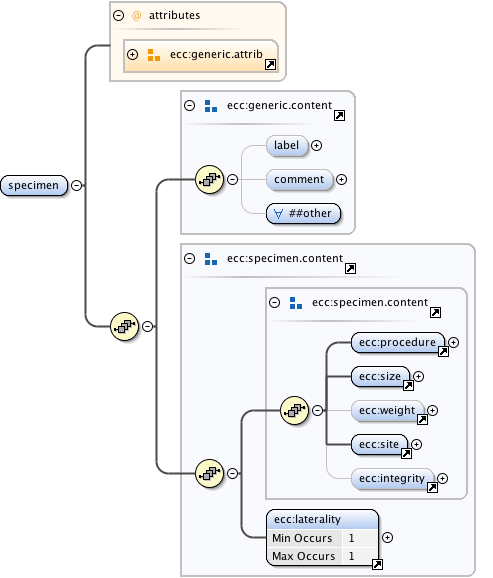 @ attributes
ecc:generic.attrib
ecc:generic.content
label
comment
∀ ##other
specimen
ecc:specimen.content
ecc:specimen.content
ecc:procedure
ecc:size
ecc:weight
ecc:site
ecc:integrity
ecc:laterality
Min Occurs 1
Max Occurs 1